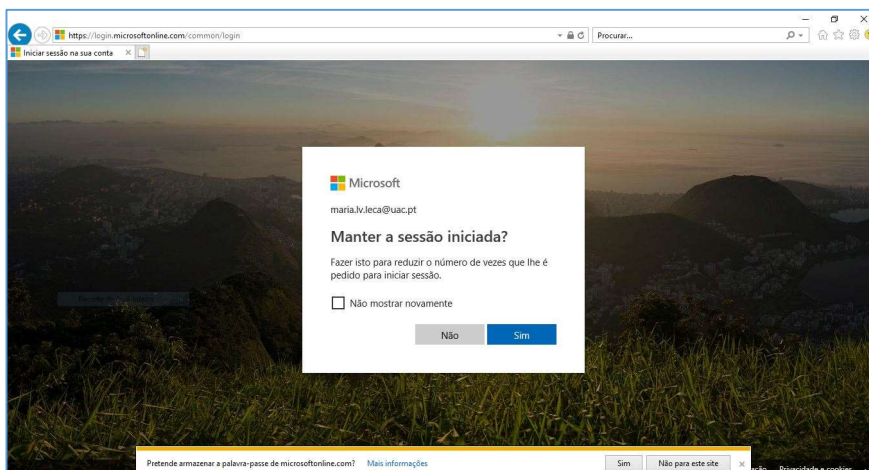 https://login.microsoftonline.com/common/login
Procurar...
Iniciar sessão na sua conta
Microsoft
maria.lv.leca@uac.pt
Manter a sessão iniciada?
Fazer isto para reduzir o número de vezes que lhe é
pedido para iniciar sessão.
Não mostrar novamente
Não
Sim
Pretende armazenar a palavra-passe de microsoftonline.com? Mais informações
Sim
Não para este site
Privacidade e cookies